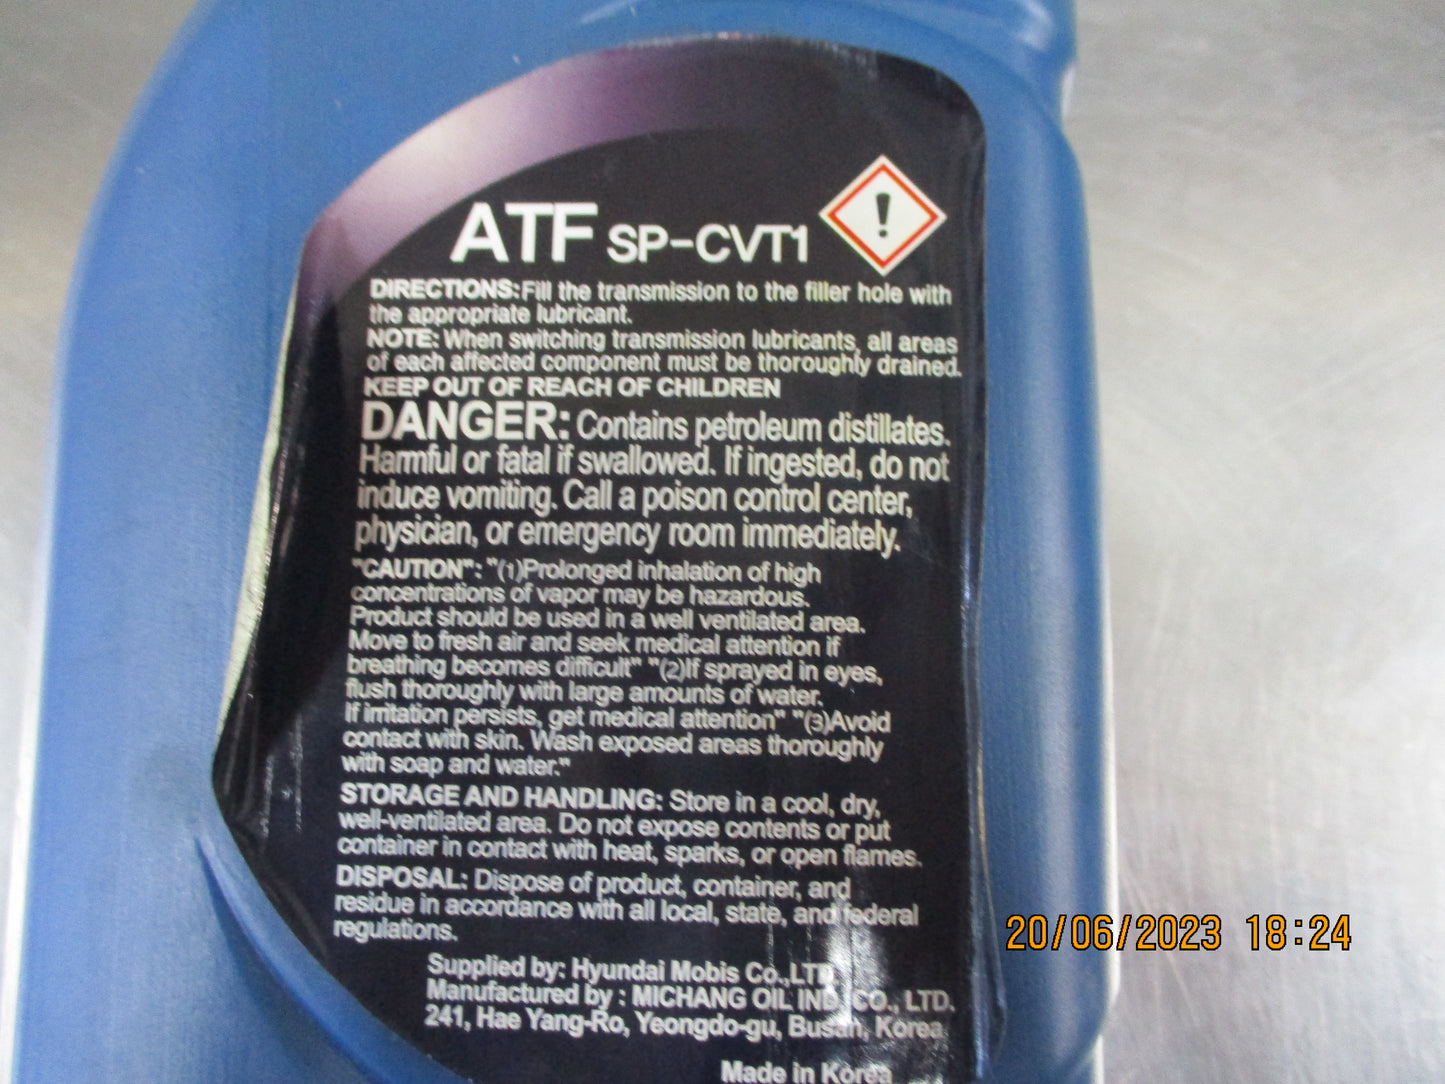 ATF SP-CVT1
DIRECTIONS: Fill the transmission to the filler hole with
the appropriate lubricant.
NOTE: When switching transmission lubricants, all areas
of each affected component must be thoroughly drained.
KEEP OUT OF REACH OF CHILDREN
DANGER: Contains petroleum distillates.
Harmful or fatal if swallowed. If ingested, do not
induce vomiting. Call a poison control center,
physician, or emergency room immediately.
"CAUTION": "(1)Prolonged inhalation of high
concentrations of vapor may be hazardous.
Product should be used in a well ventilated area.
Move to fresh air and seek medical attention if
breathing becomes difficult" "(2)If sprayed in eyes,
flush thoroughly with large amounts of water.
If irritation persists, get medical attention" "(3)Avoid
contact with skin. Wash exposed areas thoroughly
with soap and water."
STORAGE AND HANDLING: Store in a cool, dry,
well-ventilated area. Do not expose contents or put
container in contact with heat, sparks, or open flames.
DISPOSAL: Dispose of product, container, and
residue in accordance with all local, state, and federal
regulations.
Supplied by: Hyundai Mobis Co.,LTD
Manufactured by : MICHANG OIL IND. CO., LTD.
241, Hae Yang-Ro, Yeongdo-gu, Busan, Korea
Made in Korea
20/06/2023 18:24